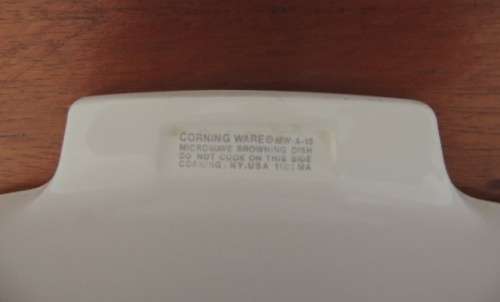 CORNING WARE® MW-A-10
MICROWAVE BROWNING DISH
DO NOT COOK ON THIS SIDE
CORNING, NY. USA